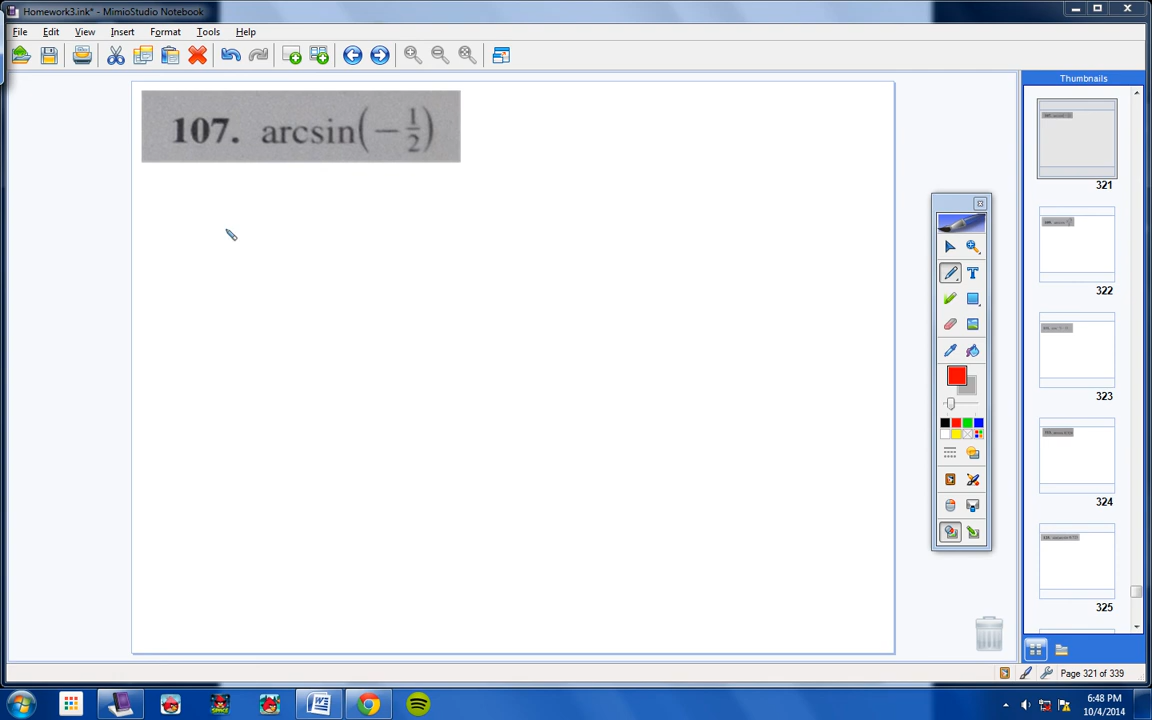 Homework3.ink* - MimioStudio Notebook
File Edit View Insert Format Tools Help
Thumbnails
107. arcsin(-1/2)
321
322
323
324
325
T
W
Page 321 of 339
6:48 PM
10/4/2014